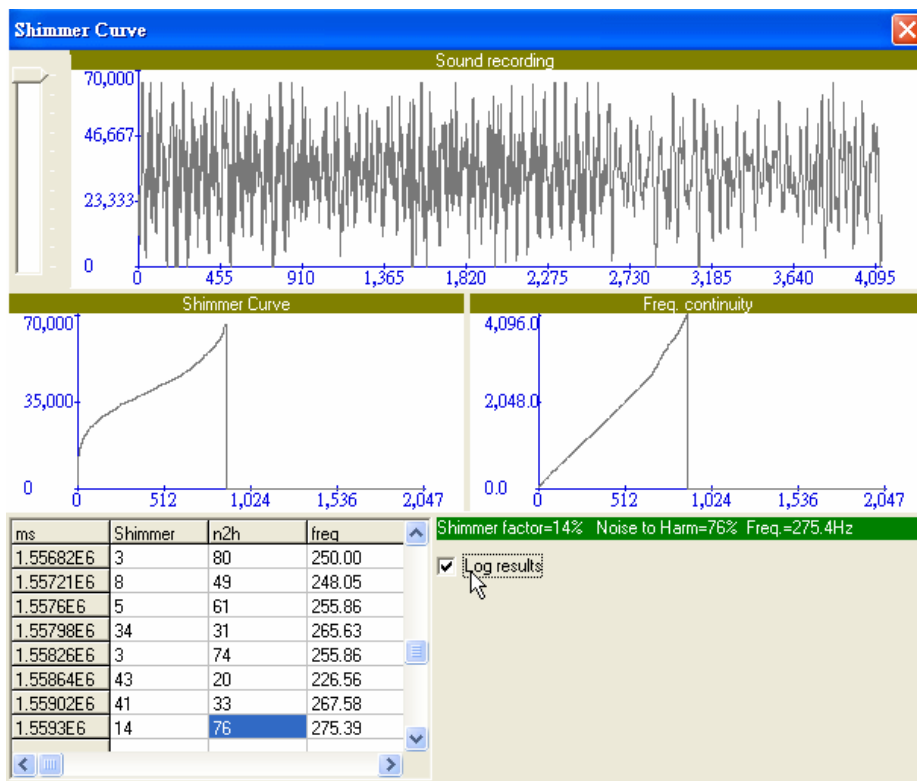 Shimmer Curve
Sound recording
70,000
46,667
23,333
0
0 455 910 1,365 1,820 2,275 2,730 3,185 3,640 4,095
Shimmer Curve
70,000
35,000
0
0 512 1,024 1,536 2,047
Freq. continuity
4,096.0
2,048.0
0.0
0 512 1,024 1,536 2,047
ms Shimmer n2h freq
1.55682E6 3 80 250.00
1.55721E6 8 49 248.05
1.5576E6 5 61 255.86
1.55798E6 34 31 265.63
1.55826E6 3 74 255.86
1.55864E6 43 20 226.56
1.55902E6 41 33 267.58
1.5593E6 14 76 275.39
Shimmer factor=14% Noise to Harm=76% Freq.=275.4Hz
Log results